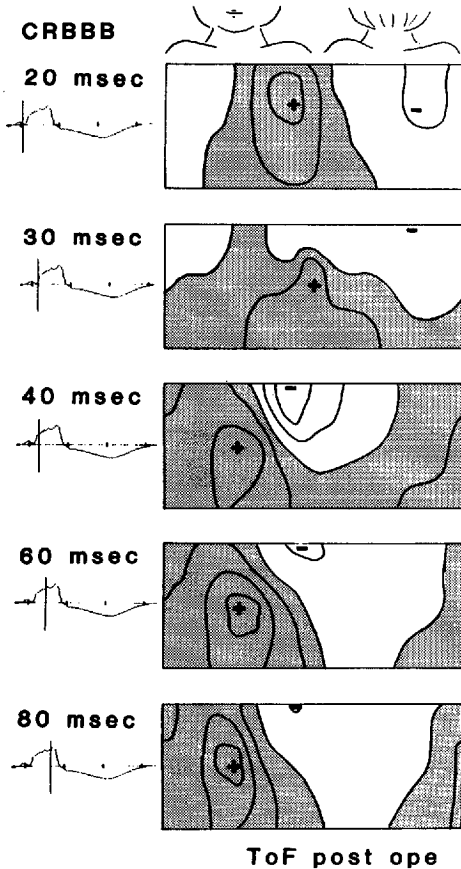 CRBBB
20 msec
+
-
30 msec
-
+
40 msec
-
+
60 msec
-
+
80 msec
+
ToF post ope